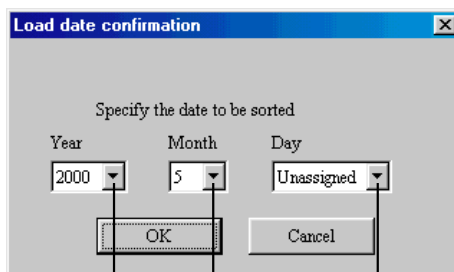 Load date confirmation
Specify the date to be sorted
Year Month Day
2000 5 Unassigned
OK Cancel